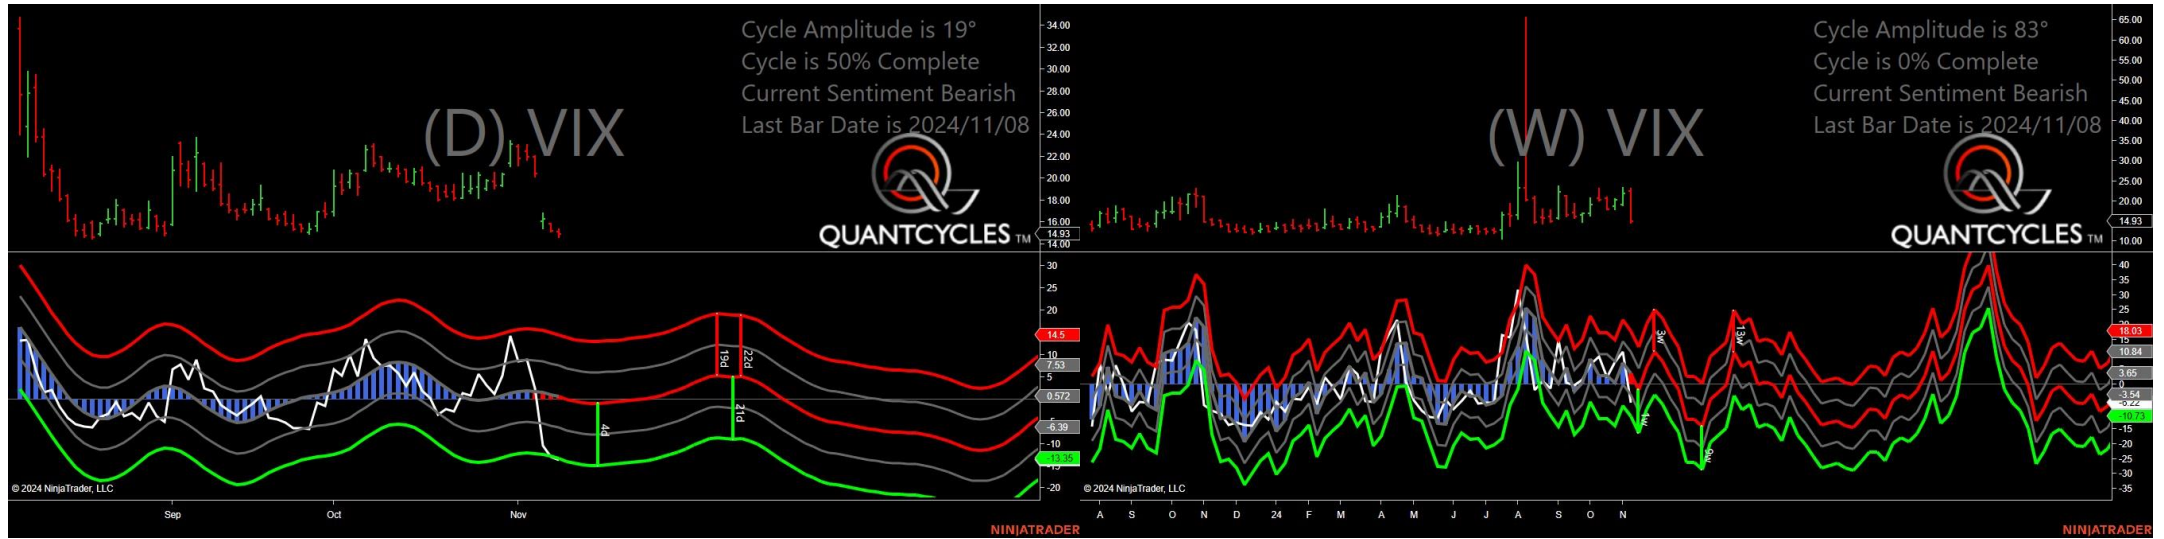 Cycle Amplitude is 19°
Cycle is 50% Complete
Current Sentiment Bearish
Last Bar Date is 2024/11/08
(D) VIX
QUANTCYCLES TM
34.00
32.00
30.00
28.00
26.00
24.00
22.00
20.00
18.00
16.00
14.93
14.00
30
25
20
14.5
10
7.53
5
0.572
-6.39
-10
-13.35
-20
19d
22d
4d
21d
© 2024 NinjaTrader, LLC
Sep Oct Nov
NINJATRADER
Cycle Amplitude is 83°
Cycle is 0% Complete
Current Sentiment Bearish
Last Bar Date is 2024/11/08
(W) VIX
QUANTCYCLES TM
65.00
60.00
55.00
50.00
45.00
40.00
35.00
30.00
25.00
20.00
14.93
10.00
40
35
30
25
18.03
15
10.84
3.65
0
-3.54
-6.22
-10.73
-15
-20
-25
-30
-35
3w
13w
1w
9w
© 2024 NinjaTrader, LLC
A S O N D 24 F M A M J J A S O N
NINJATRADER